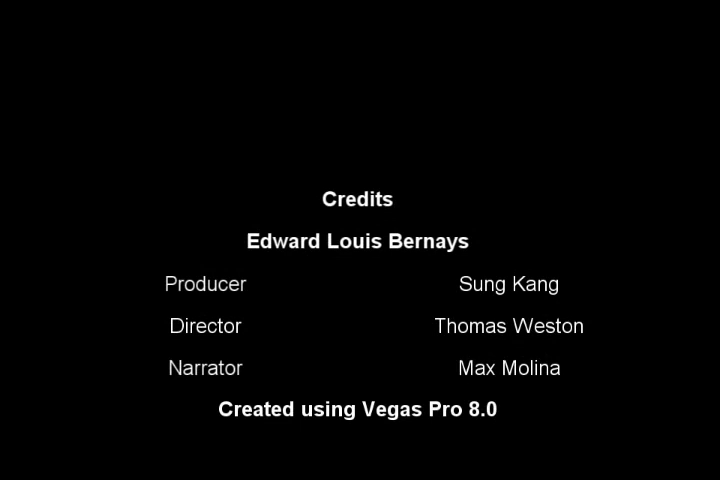 Credits
Edward Louis Bernays
Producer Sung Kang
Director Thomas Weston
Narrator Max Molina
Created using Vegas Pro 8.0